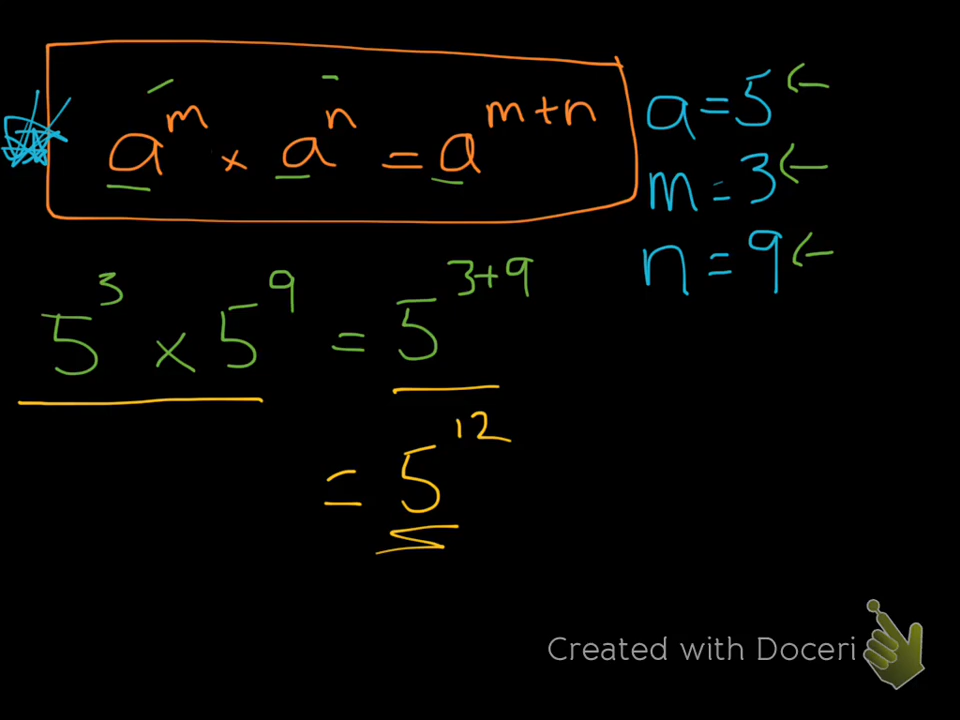 a^m × a^n = a^(m+n)
a = 5 ←
m = 3 ←
n = 9 ←
5^3 × 5^9 = 5^(3+9)
= 5^12
Created with Doceri